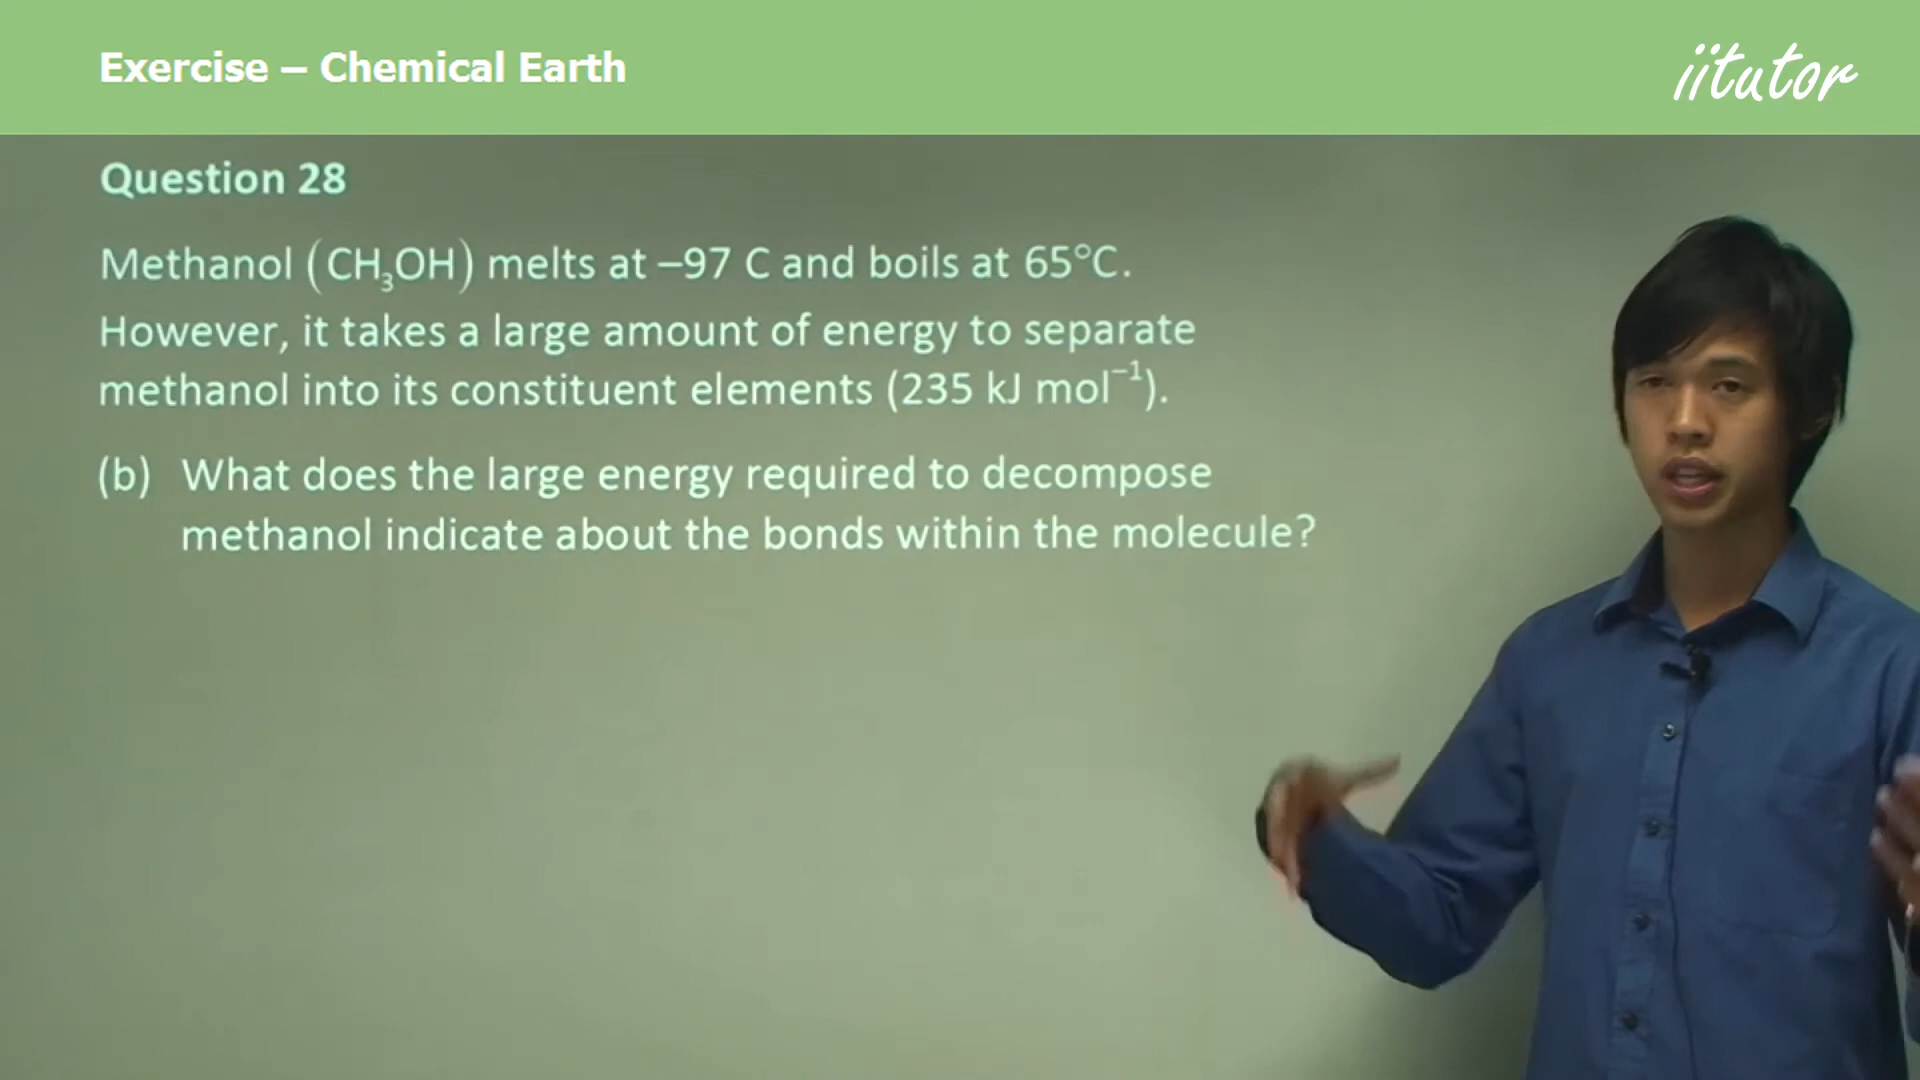 Exercise – Chemical Earth
iitutor
Question 28
Methanol (CH₃OH) melts at –97 C and boils at 65°C.
However, it takes a large amount of energy to separate
methanol into its constituent elements (235 kJ mol⁻¹).
(b) What does the large energy required to decompose
methanol indicate about the bonds within the molecule?